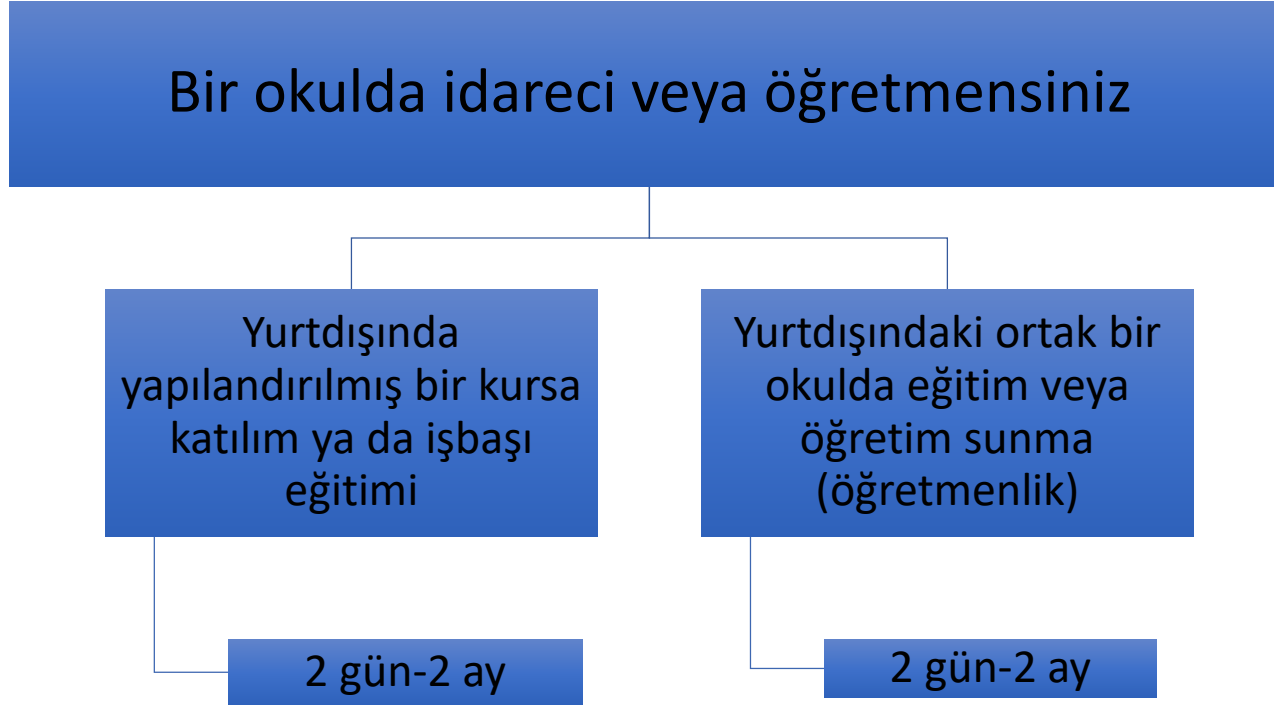 Bir okulda idareci veya öğretmensiniz
Yurtdışında
yapılandırılmış bir kursa
katılım ya da işbaşı
eğitimi
2 gün-2 ay
Yurtdışındaki ortak bir
okulda eğitim veya
öğretim sunma
(öğretmenlik)
2 gün-2 ay